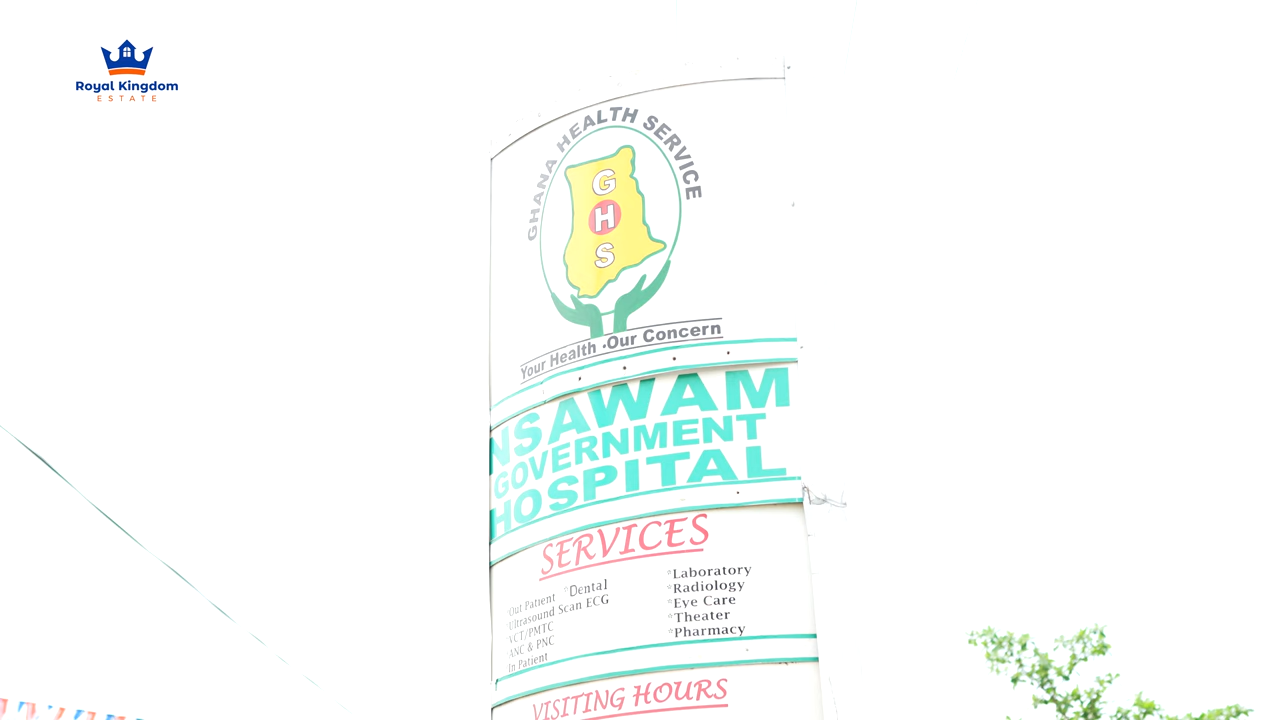 Royal Kingdom
ESTATE
GHANA HEALTH SERVICE
G
H
S
Your Health - Our Concern
NSAWAM
GOVERNMENT
HOSPITAL
SERVICES
*Out Patient *Dental
*Ultrasound Scan ECG
*VCT/PMTC
*ANC & PNC
In Patient
*Laboratory
*Radiology
*Eye Care
*Theater
*Pharmacy
VISITING HOURS